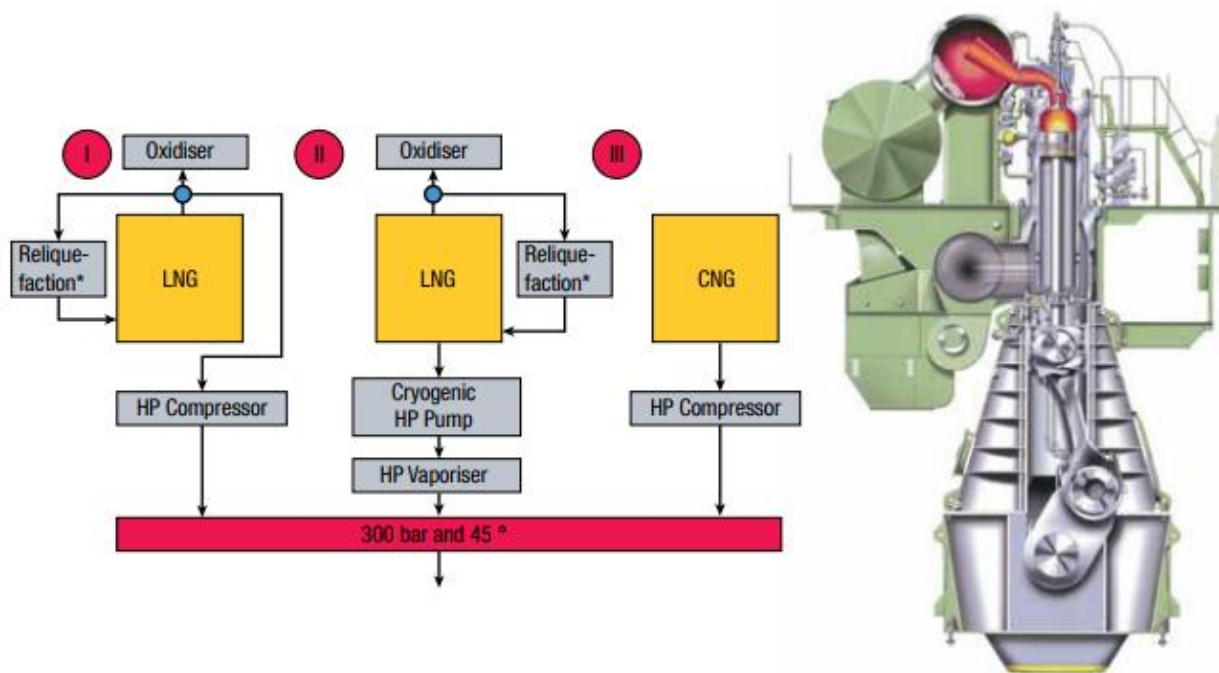 I
Oxidiser
II
Oxidiser
III
Relique-
faction*
LNG
LNG
Relique-
faction*
CNG
HP Compressor
Cryogenic
HP Pump
HP Compressor
HP Vaporiser
300 bar and 45 °